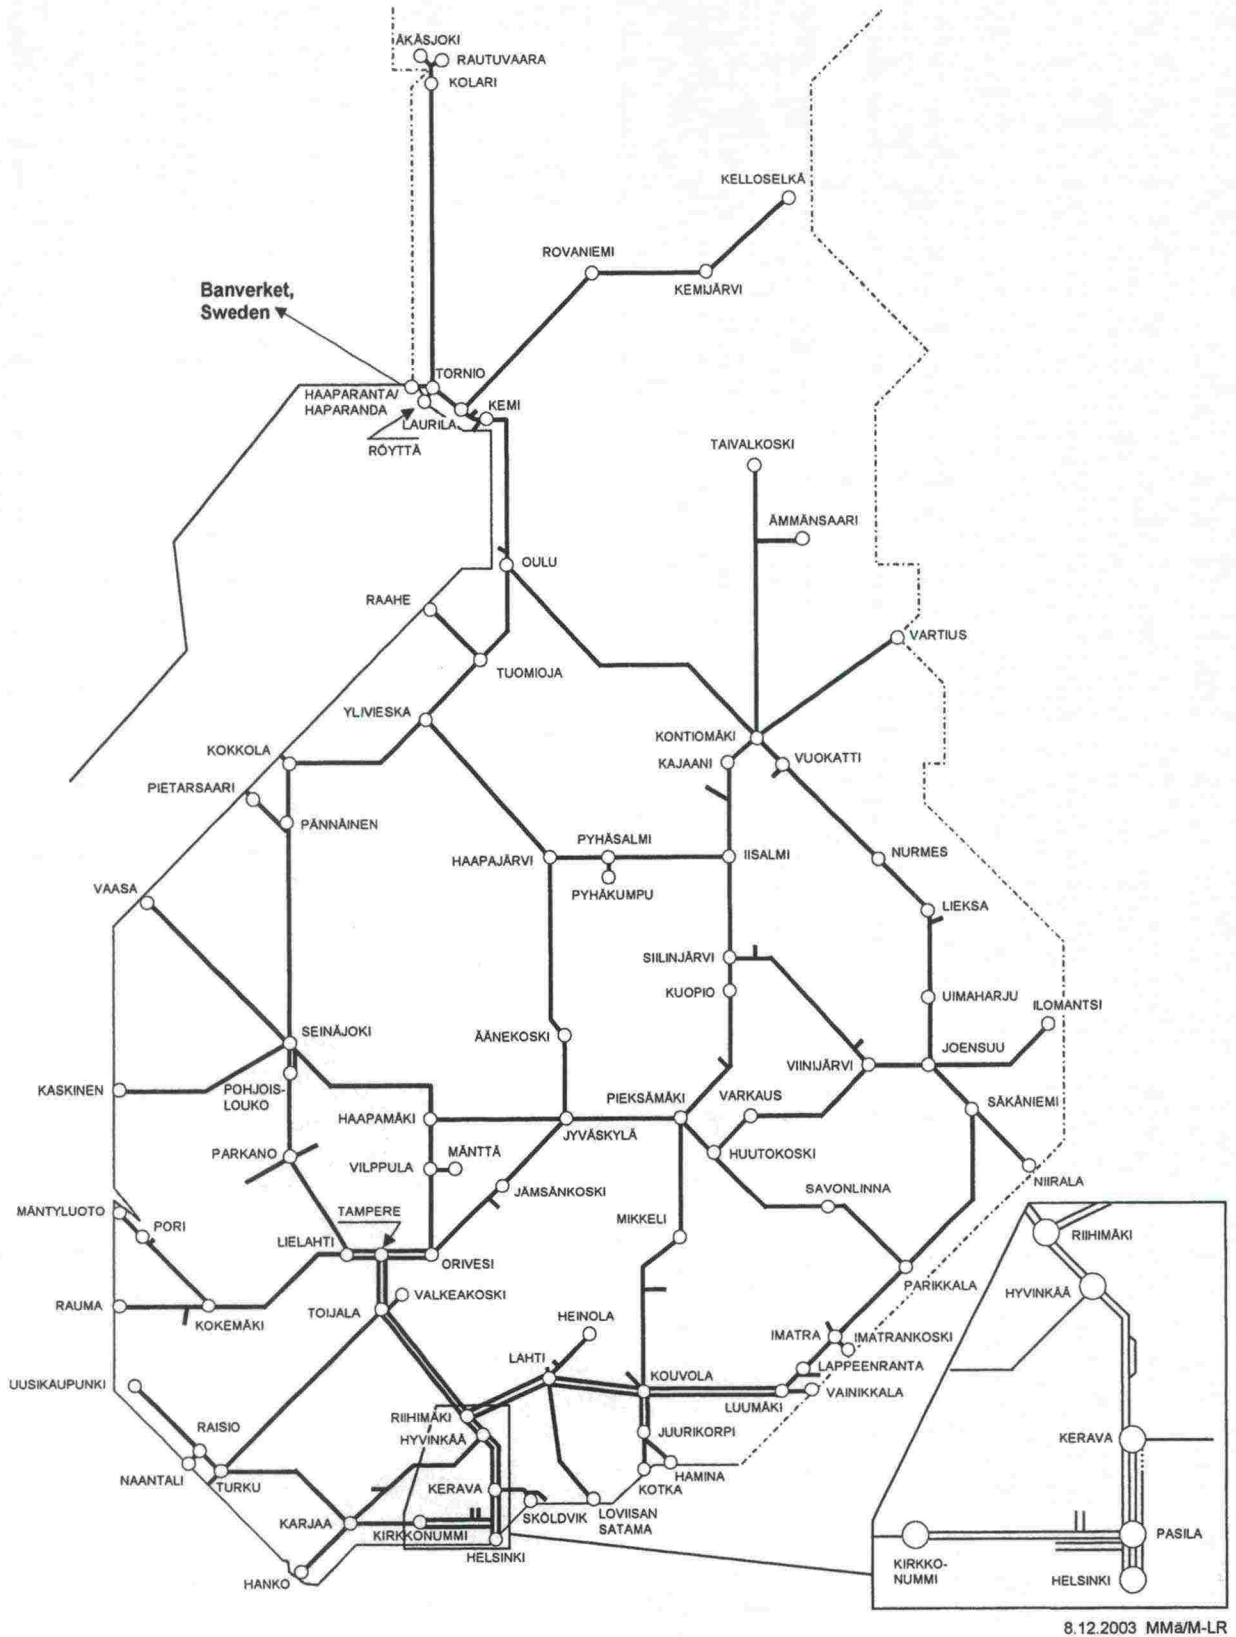 ÄKÄSJOKI
RAUTUVAARA
KOLARI
KELLOSELKÄ
ROVANIEMI
KEMIJÄRVI
Banverket,
Sweden
TORNIO
HAAPARANTA/
HAPARANDA
KEMI
LAURILA
RÖYTTÄ
TAIVALKOSKI
ÄMMÄNSAARI
OULU
RAAHE
VARTIUS
TUOMIOJA
YLIVIESKA
KONTIOMÄKI
KOKKOLA
KAJAANI
VUOKATTI
PIETARSAARI
PÄNNÄINEN
PYHÄSALMI
HAAPAJÄRVI
IISALMI
NURMES
PYHÄKUMPU
VAASA
LIEKSA
SIILINJÄRVI
KUOPIO
UIMAHARJU
ILOMANTSI
SEINÄJOKI
ÄÄNEKOSKI
JOENSUU
VIINIJÄRVI
KASKINEN
POHJOIS-
LOUKO
PIEKSÄMÄKI
VARKAUS
SÄKÄNIEMI
HAAPAMÄKI
JYVÄSKYLÄ
PARKANO
MÄNTTÄ
HUUTOKOSKI
VILPPULA
NIIRALA
JÄMSÄNKOSKI
SAVONLINNA
MÄNTYLUOTO
TAMPERE
PORI
MIKKELI
RIIHIMÄKI
LIELAHTI
ORIVESI
PARIKKALA
HYVINKÄÄ
VALKEAKOSKI
RAUMA
KOKEMÄKI
TOIJALA
HEINOLA
IMATRA
IMATRANKOSKI
LAHTI
LAPPEENRANTA
KOUVOLA
UUSIKAUPUNKI
VAINIKKALA
LUUMÄKI
RIIHIMÄKI
JUURIKORPI
RAISIO
HYVINKÄÄ
KERAVA
HAMINA
NAANTALI
TURKU
KERAVA
KOTKA
SKÖLDVIK
LOVIISAN
SATAMA
KARJAA
KIRKKONUMMI
PASILA
HELSINKI
KIRKKO-
NUMMI
HELSINKI
HANKO
8.12.2003 MMä/M-LR